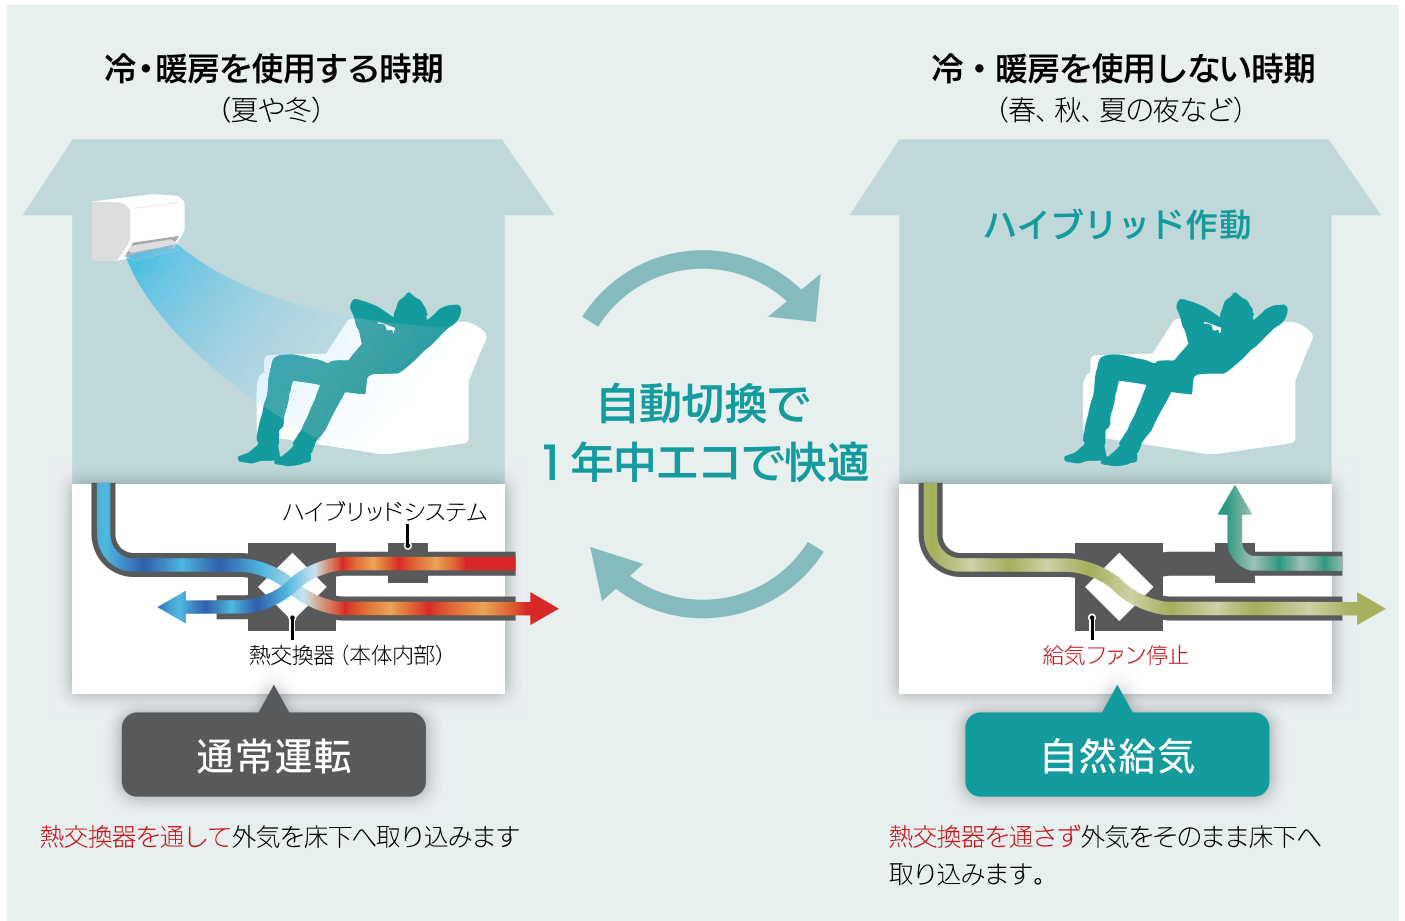 冷・暖房を使用する時期
（夏や冬）
ハイブリッドシステム
熱交換器（本体内部）
通常運転
熱交換器を通して外気を床下へ取り込みます
自動切換で
1年中エコで快適
冷・暖房を使用しない時期
（春、秋、夏の夜など）
ハイブリッド作動
給気ファン停止
自然給気
熱交換器を通さず外気をそのまま床下へ
取り込みます。